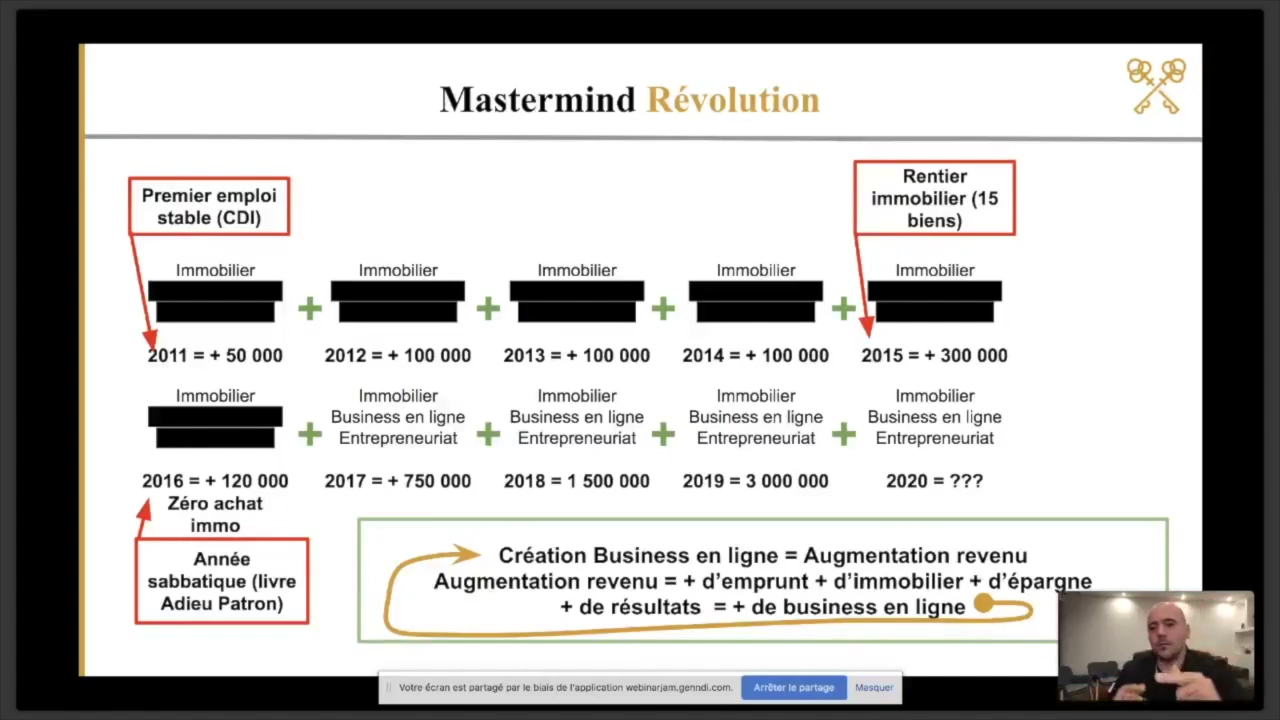 Mastermind Révolution
Premier emploi
stable (CDI)
Rentier
immobilier (15
biens)
Immobilier
Immobilier
Immobilier
Immobilier
Immobilier
2011 = + 50 000
2012 = + 100 000
2013 = + 100 000
2014 = + 100 000
2015 = + 300 000
Immobilier
Immobilier
Business en ligne
Entrepreneuriat
Immobilier
Business en ligne
Entrepreneuriat
Immobilier
Business en ligne
Entrepreneuriat
Immobilier
Business en ligne
Entrepreneuriat
2016 = + 120 000
2017 = + 750 000
2018 = 1 500 000
2019 = 3 000 000
2020 = ???
Zéro achat
immo
Année
sabbatique (livre
Adieu Patron)
Création Business en ligne = Augmentation revenu
Augmentation revenu = + d'emprunt + d'immobilier + d'épargne
+ de résultats = + de business en ligne
Votre écran est partagé par le biais de l'application webinarjam.genndi.com.
Arrêter le partage
Masquer